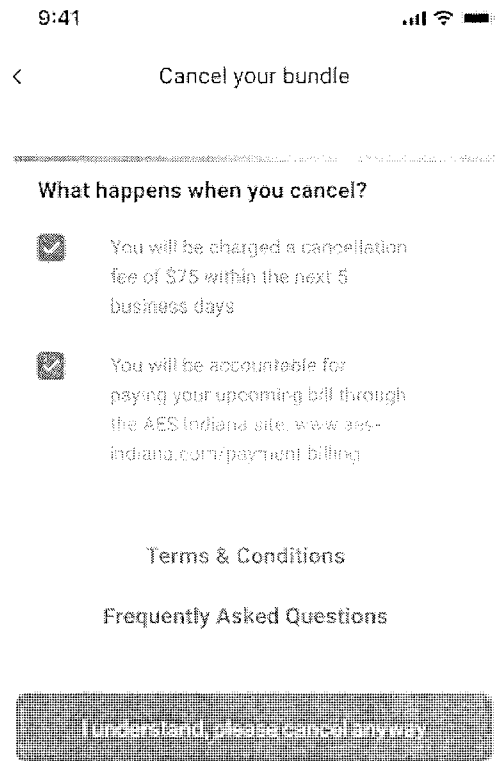 9:41
Cancel your bundle
What happens when you cancel?
You will be charged a cancellation
fee of $75 within the next 5
business days
You will be accountable for
paying your upcoming bill through
the AES Indiana site: www.aes-
indiana.com/payment-billing
Terms & Conditions
Frequently Asked Questions
I understand, please cancel anyway